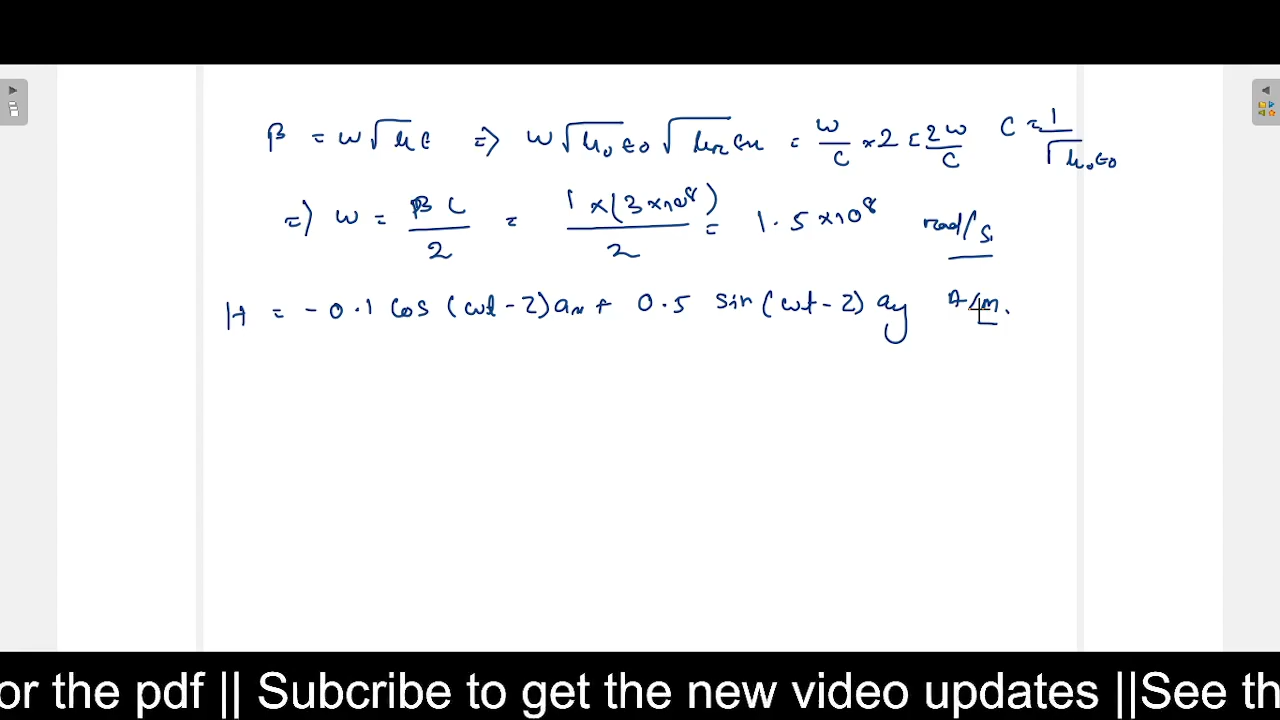 β = ω√με => ω√μ₀ε₀ √μᵣεᵣ = ω/c × 2 = 2ω/c C = 1/√μ₀ε₀
=> ω = βc/2 = 1×(3×10⁸)/2 = 1.5×10⁸ rad/s
H = -0.1 cos(ωt-2)aₓ + 0.5 sin(ωt-2) ay A/m.
or the pdf || Subcribe to get the new video updates ||See th